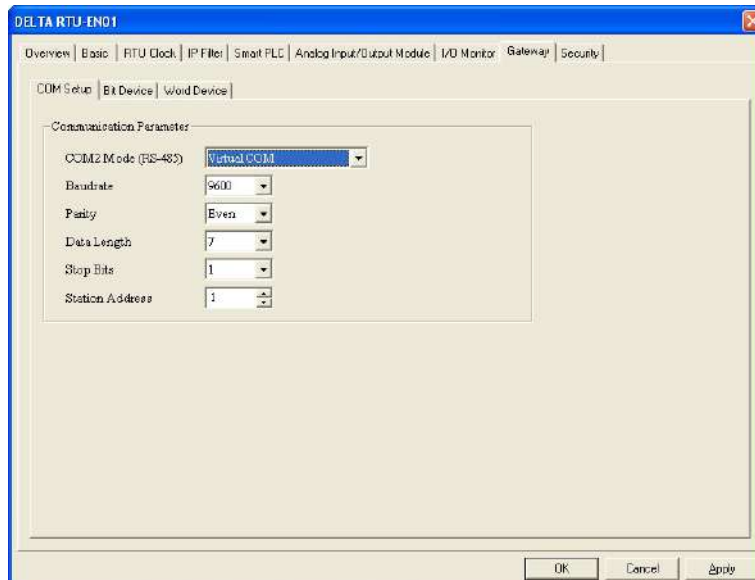 DELTA RTU-EN01
Overview Basic RTU Clock IP Filter Smart PLC Analog Input/Output Module I/O Monitor Gateway Security
COM Setup Bit Device Word Device
Communication Parameter
COM2 Mode (RS-485) Virtual COM
Baudrate 9600
Parity Even
Data Length 7
Stop Bits 1
Station Address 1
OK Cancel Apply